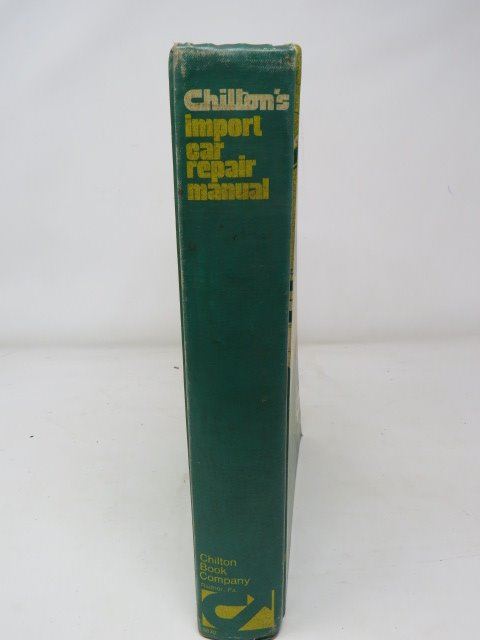 Chilton's
import
car
repair
manual
Chilton
Book
Company
Radnor, Pa.